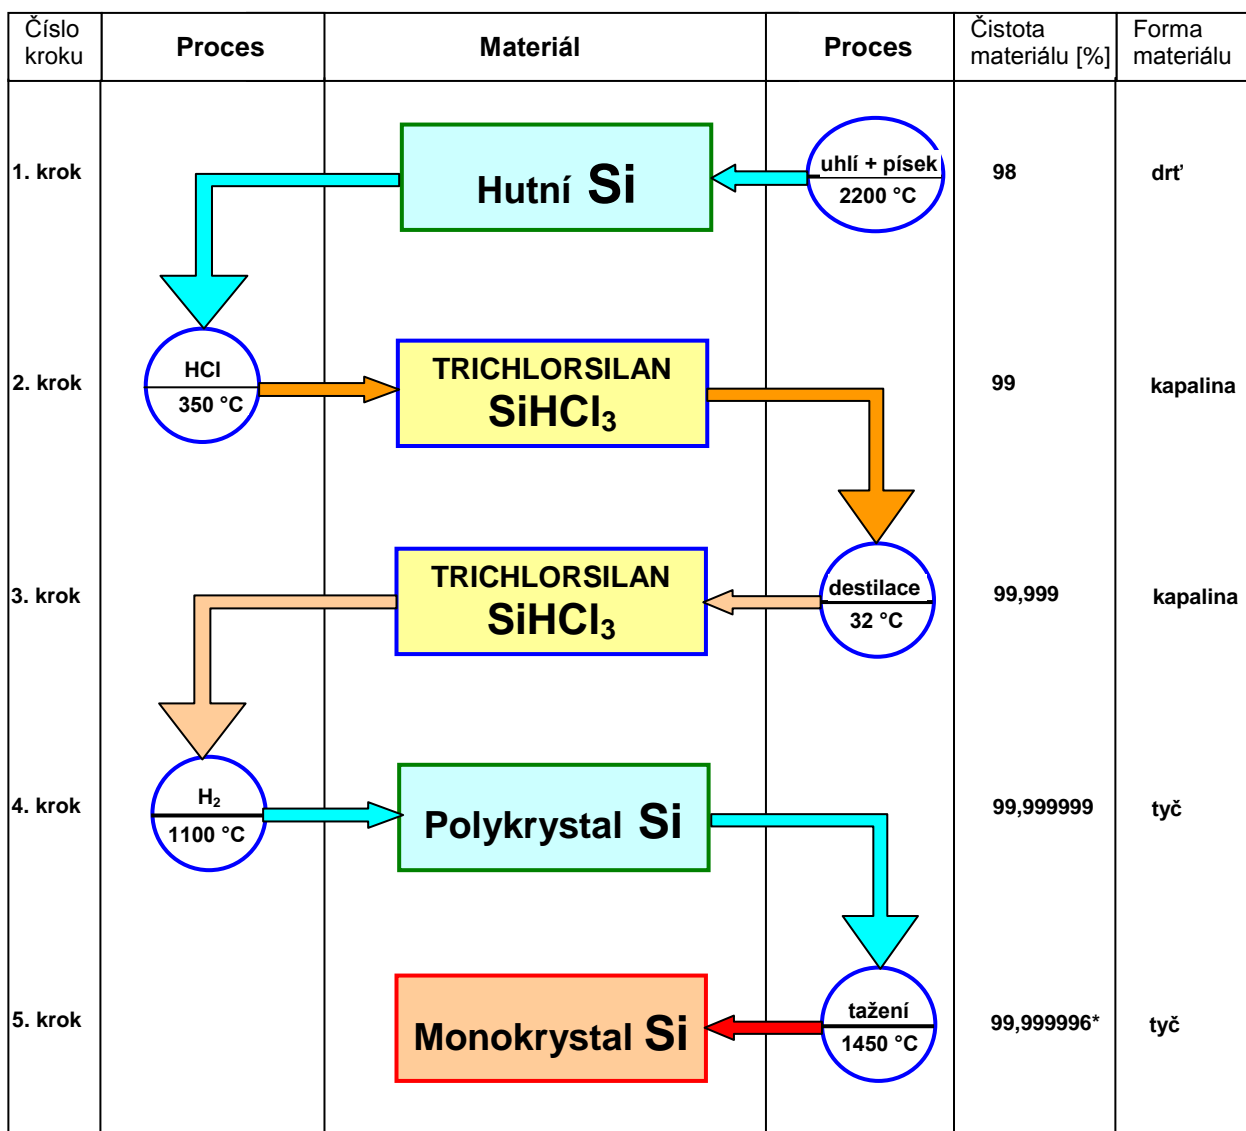 Číslo
kroku
Proces
Materiál
Proces
Čistota
materiálu [%]
Forma
materiálu
1. krok
Hutní Si
uhlí + písek
2200 °C
98
drť
2. krok
HCl
350 °C
TRICHLORSILAN
SiHCl₃
99
kapalina
3. krok
TRICHLORSILAN
SiHCl₃
destilace
32 °C
99,999
kapalina
4. krok
H₂
1100 °C
Polykrystal Si
99,999999
tyč
5. krok
Monokrystal Si
tažení
1450 °C
99,999996*
tyč